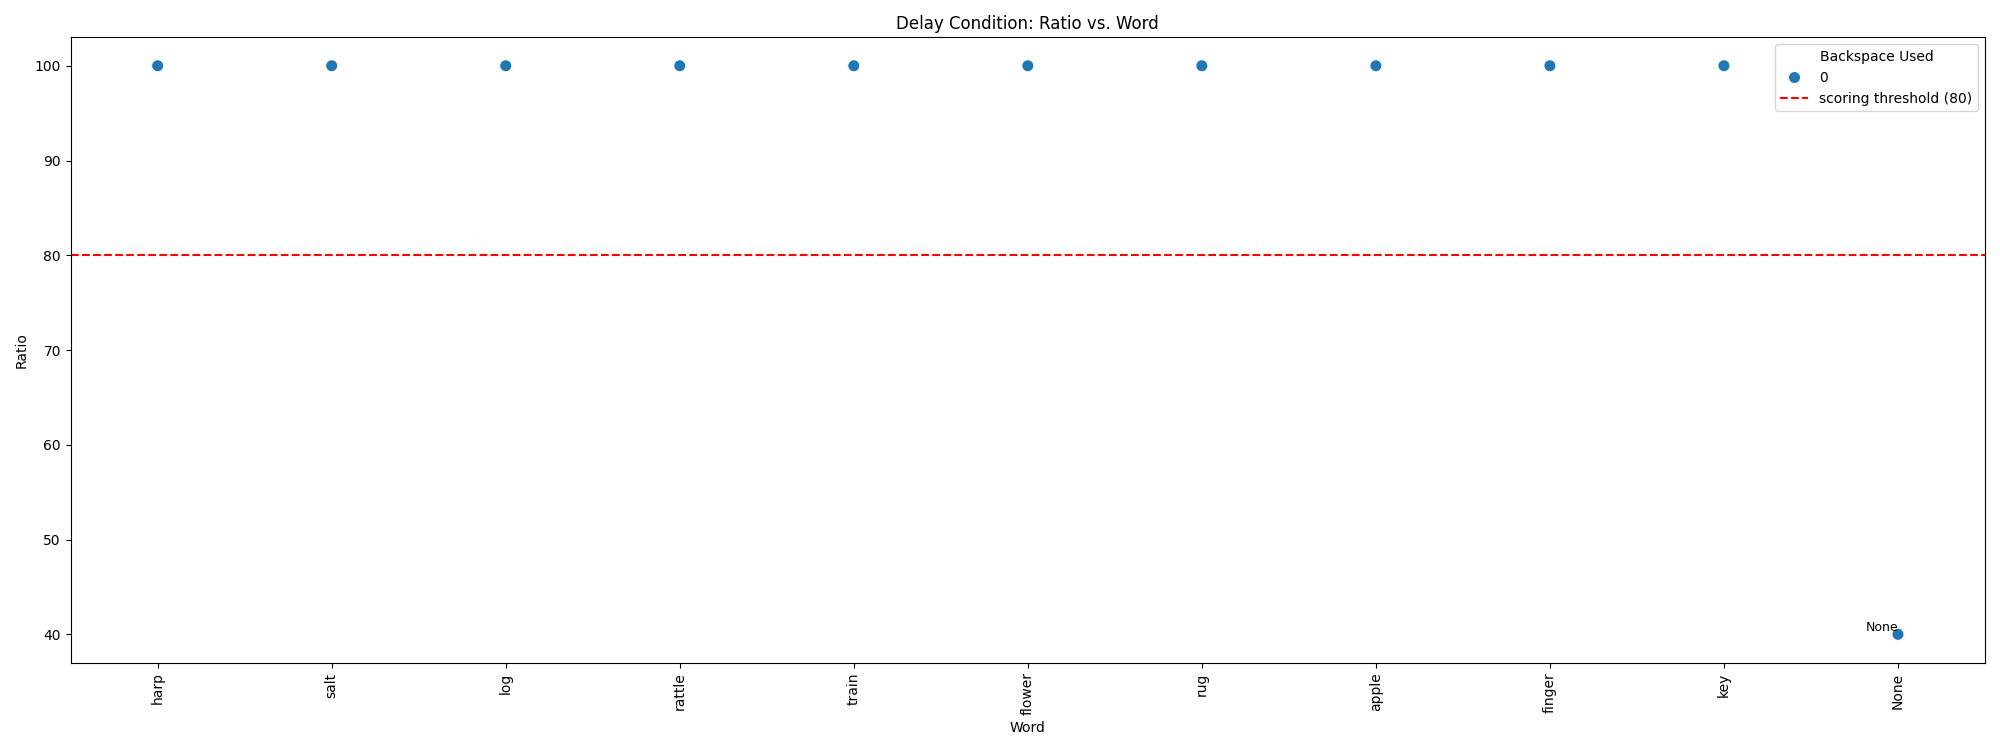 Delay Condition: Ratio vs. Word
Backspace Used
0
scoring threshold (80)
100
90
80
70
60
50
40
Ratio
None
harp
salt
log
rattle
train
flower
rug
apple
finger
key
None
Word